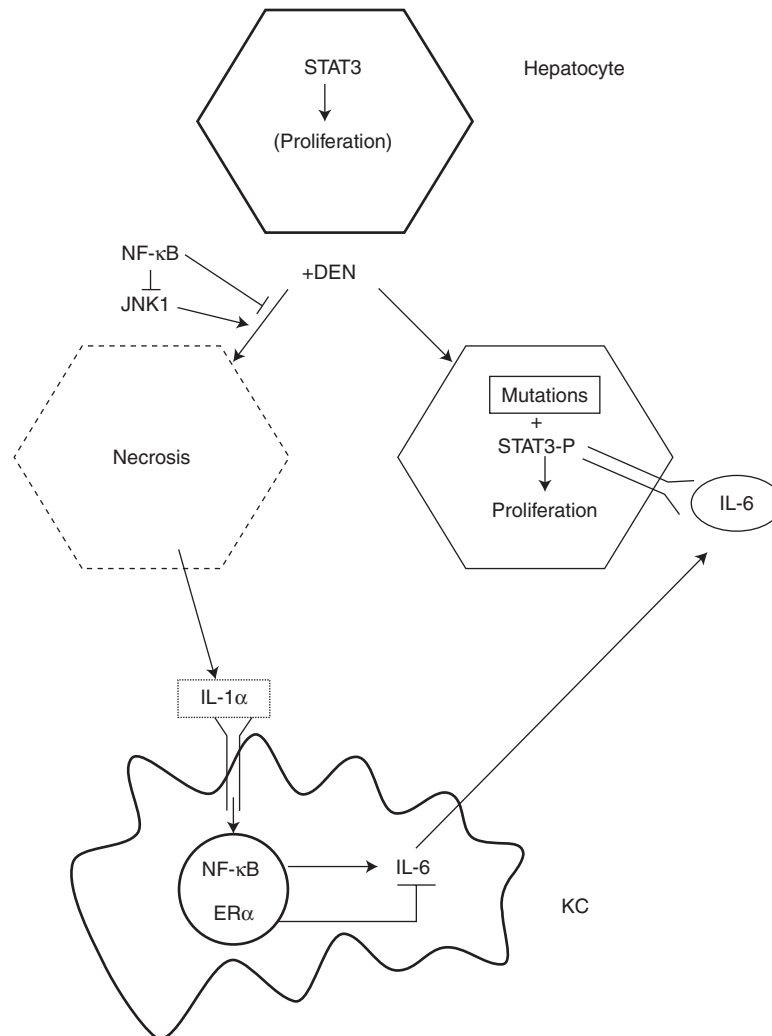 STAT3
Hepatocyte
(Proliferation)
NF-κB
+DEN
JNK1
Mutations
+
STAT3-P
Necrosis
IL-6
Proliferation
IL-1α
NF-κB
IL-6
ERα
KC